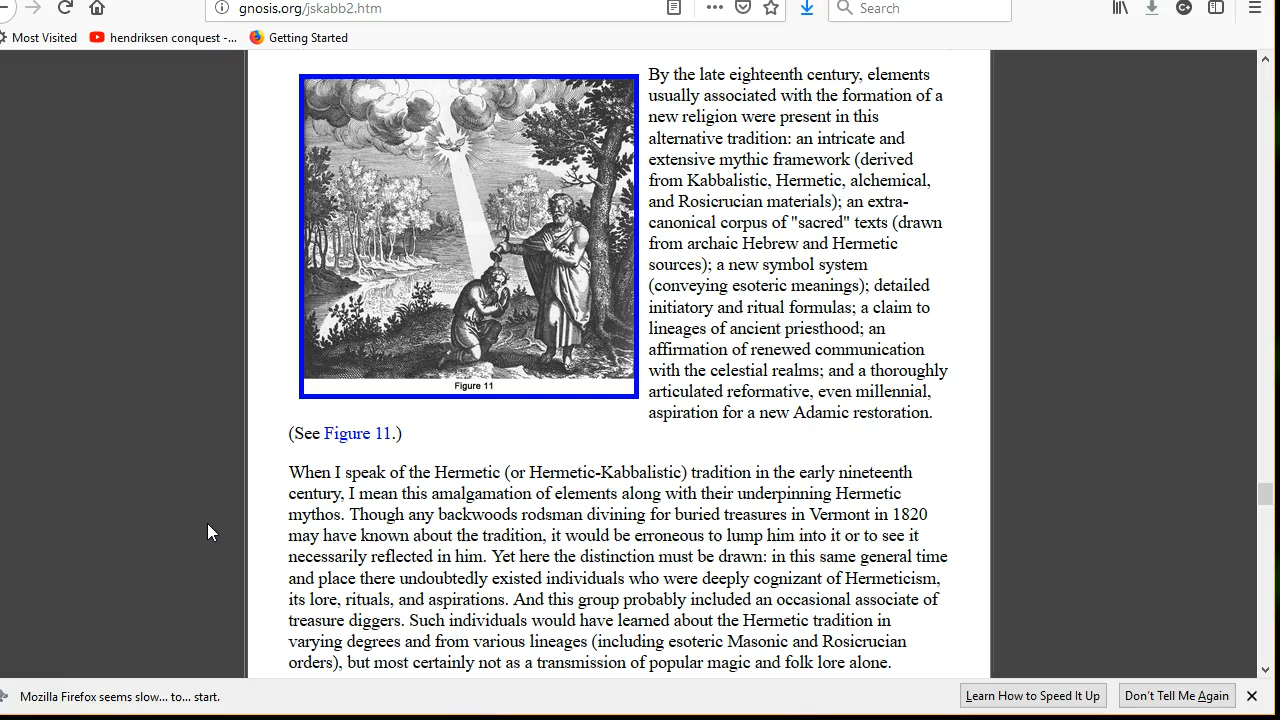 gnosis.org/jskabb2.htm
Search
Most Visited
hendriksen conquest -...
Getting Started
By the late eighteenth century, elements
usually associated with the formation of a
new religion were present in this
alternative tradition: an intricate and
extensive mythic framework (derived
from Kabbalistic, Hermetic, alchemical,
and Rosicrucian materials); an extra-
canonical corpus of "sacred" texts (drawn
from archaic Hebrew and Hermetic
sources); a new symbol system
(conveying esoteric meanings); detailed
initiatory and ritual formulas; a claim to
lineages of ancient priesthood; an
affirmation of renewed communication
with the celestial realms; and a thoroughly
articulated reformative, even millennial,
aspiration for a new Adamic restoration.
Figure 11
(See Figure 11.)
When I speak of the Hermetic (or Hermetic-Kabbalistic) tradition in the early nineteenth
century, I mean this amalgamation of elements along with their underpinning Hermetic
mythos. Though any backwoods rodsman divining for buried treasures in Vermont in 1820
may have known about the tradition, it would be erroneous to lump him into it or to see it
necessarily reflected in him. Yet here the distinction must be drawn: in this same general time
and place there undoubtedly existed individuals who were deeply cognizant of Hermeticism,
its lore, rituals, and aspirations. And this group probably included an occasional associate of
treasure diggers. Such individuals would have learned about the Hermetic tradition in
varying degrees and from various lineages (including esoteric Masonic and Rosicrucian
orders), but most certainly not as a transmission of popular magic and folk lore alone.
Mozilla Firefox seems slow... to... start.
Learn How to Speed It Up
Don't Tell Me Again